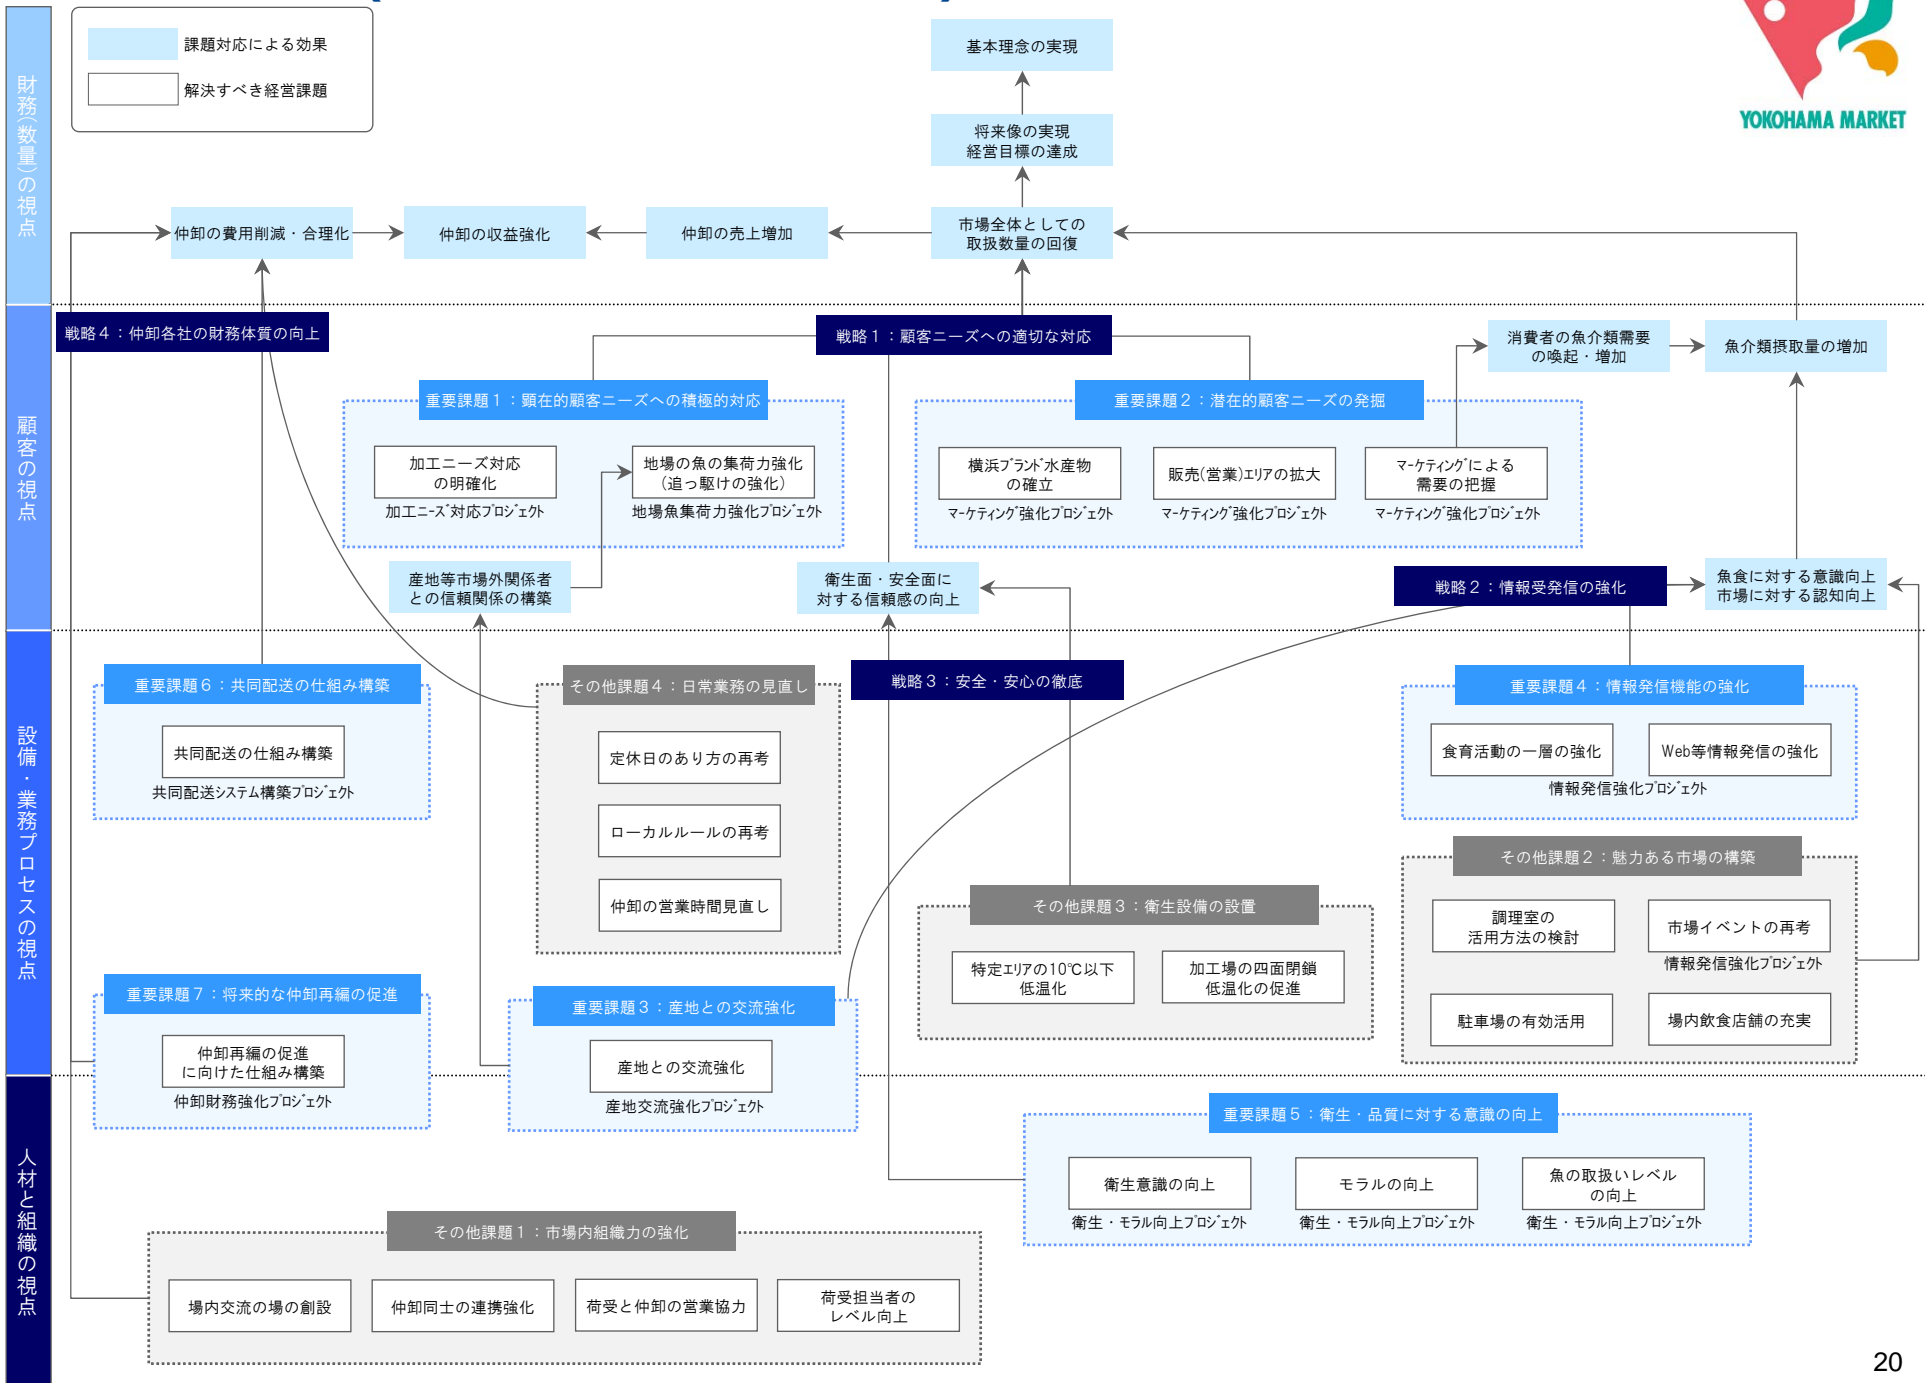 課題対応による効果
解決すべき経営課題
YOKOHAMA MARKET
財務(数量)の視点
基本理念の実現
将来像の実現
経営目標の達成
仲卸の費用削減・合理化
仲卸の収益強化
仲卸の売上増加
市場全体としての
取扱数量の回復
顧客の視点
戦略4：仲卸各社の財務体質の向上
戦略1：顧客ニーズへの適切な対応
消費者の魚介類需要
の喚起・増加
魚介類摂取量の増加
重要課題1：顕在的顧客ニーズへの積極的対応
加工ニーズ対応
の明確化
加工ニーズ対応プロジェクト
地場の魚の集荷力強化
(追っ駆けの強化)
地場魚集荷力強化プロジェクト
重要課題2：潜在的顧客ニーズの発掘
横浜ブランド水産物
の確立
マーケティング強化プロジェクト
販売(営業)エリアの拡大
マーケティング強化プロジェクト
マーケティングによる
需要の把握
マーケティング強化プロジェクト
産地等市場外関係者
との信頼関係の構築
衛生面・安全面に
対する信頼感の向上
戦略2：情報受発信の強化
魚食に対する意識向上
市場に対する認知向上
設備・業務プロセスの視点
重要課題6：共同配送の仕組み構築
共同配送の仕組み構築
共同配送システム構築プロジェクト
その他課題4：日常業務の見直し
定休日のあり方の再考
ローカルルールの再考
仲卸の営業時間見直し
戦略3：安全・安心の徹底
重要課題4：情報発信機能の強化
食育活動の一層の強化
Web等情報発信の強化
情報発信強化プロジェクト
その他課題2：魅力ある市場の構築
調理室の
活用方法の検討
市場イベントの再考
情報発信強化プロジェクト
駐車場の有効活用
場内飲食店舗の充実
その他課題3：衛生設備の設置
特定エリアの10℃以下
低温化
加工場の四面閉鎖
低温化の促進
重要課題7：将来的な仲卸再編の促進
仲卸再編の促進
に向けた仕組み構築
仲卸財務強化プロジェクト
重要課題3：産地との交流強化
産地との交流強化
産地交流強化プロジェクト
人材と組織の視点
重要課題5：衛生・品質に対する意識の向上
衛生意識の向上
衛生・モラル向上プロジェクト
モラルの向上
衛生・モラル向上プロジェクト
魚の取扱いレベル
の向上
衛生・モラル向上プロジェクト
その他課題1：市場内組織力の強化
場内交流の場の創設
仲卸同士の連携強化
荷受と仲卸の営業協力
荷受担当者の
レベル向上
20